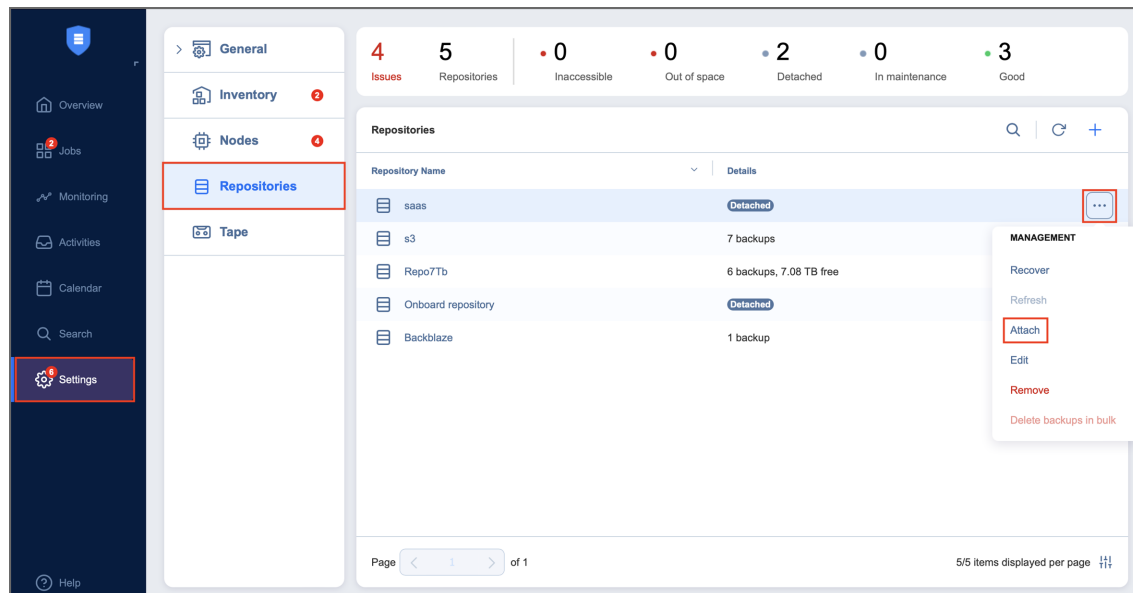 Overview
2
Jobs
Monitoring
Activities
Calendar
Search
6
Settings
Help
General
Inventory 2
Nodes 4
Repositories
Tape
4 5 0 0 2 0 3
Issues Repositories Inaccessible Out of space Detached In maintenance Good
Repositories
Repository Name Details
saas Detached
s3 7 backups
Repo7Tb 6 backups, 7.08 TB free
Onboard repository Detached
Backblaze 1 backup
MANAGEMENT
Recover
Refresh
Attach
Edit
Remove
Delete backups in bulk
Page 1 of 1 5/5 items displayed per page